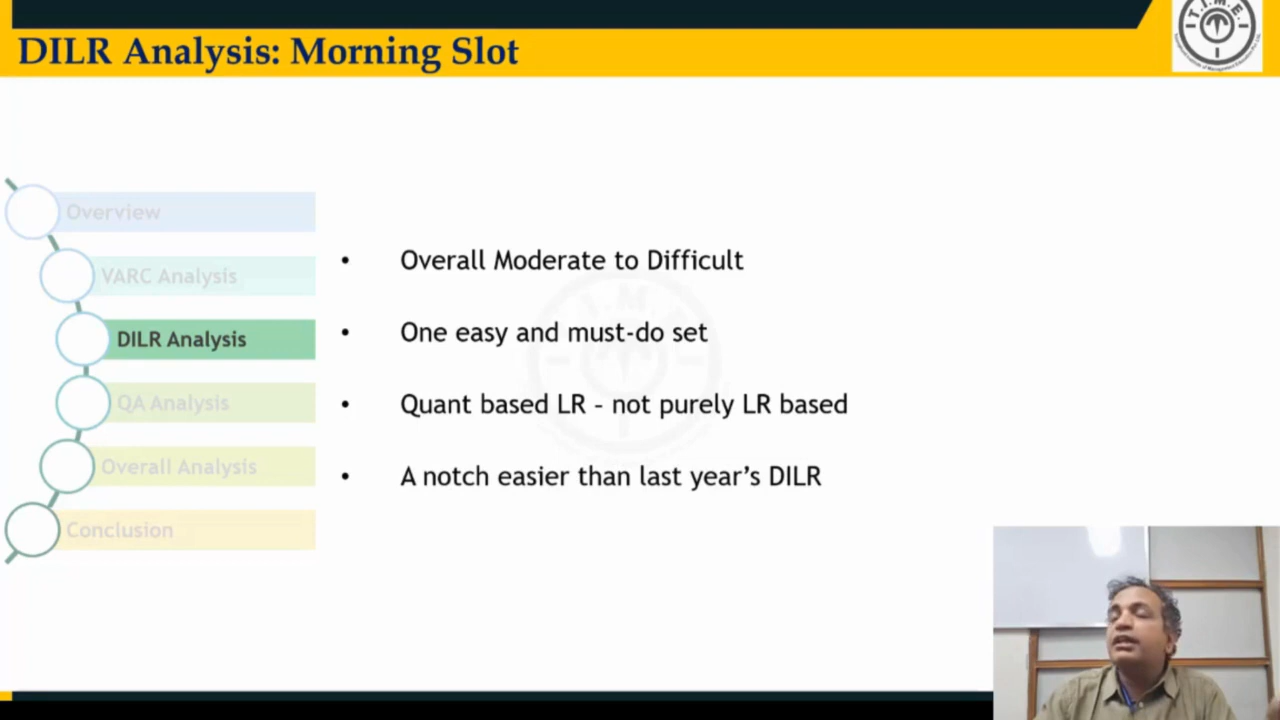 DILR Analysis: Morning Slot
T.I.M.E.
Overview
VARC Analysis
DILR Analysis
QA Analysis
Overall Analysis
Conclusion
• Overall Moderate to Difficult
• One easy and must-do set
• Quant based LR – not purely LR based
• A notch easier than last year's DILR